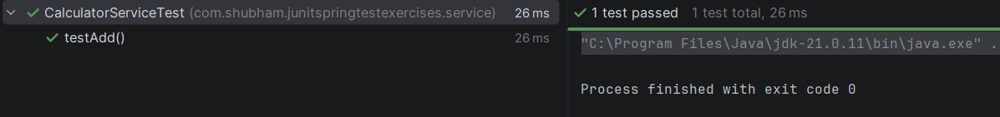 CalculatorServiceTest (com.shubham.junitspringtestexercises.service) 26 ms
testAdd() 26 ms
1 test passed 1 test total, 26 ms
"C:\Program Files\Java\jdk-21.0.11\bin\java.exe" .
Process finished with exit code 0